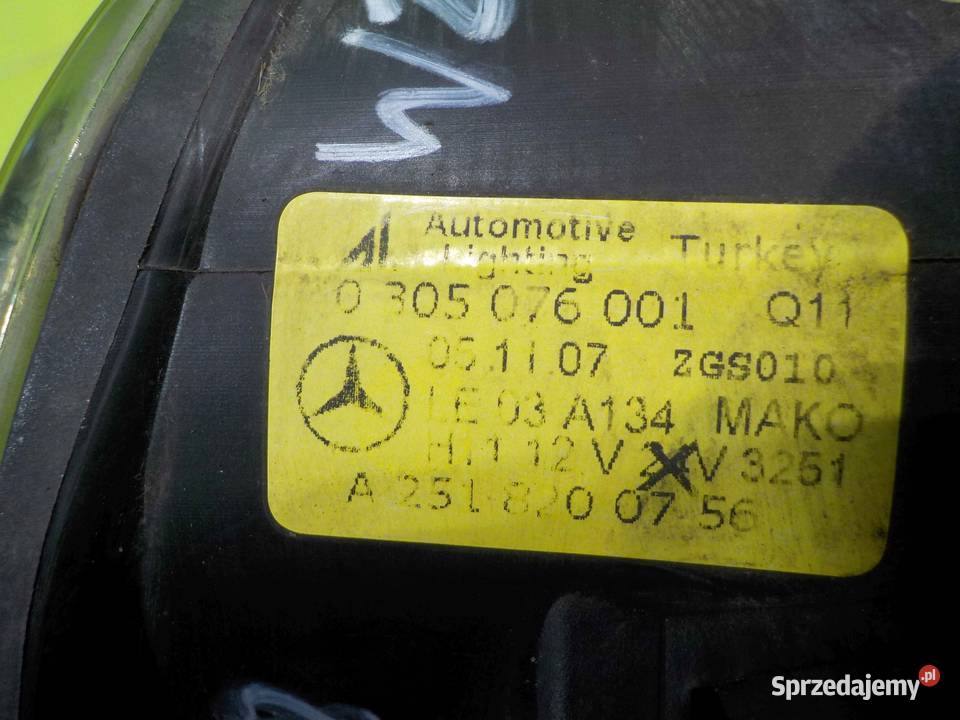 Automotive
Lighting Turkey
0 305 076 001 Q11
05.11.07 ZGS010
LE 03 A134 MAKO
12 V V 3251
A 251 820 07 56
Sprzedajemy.pl